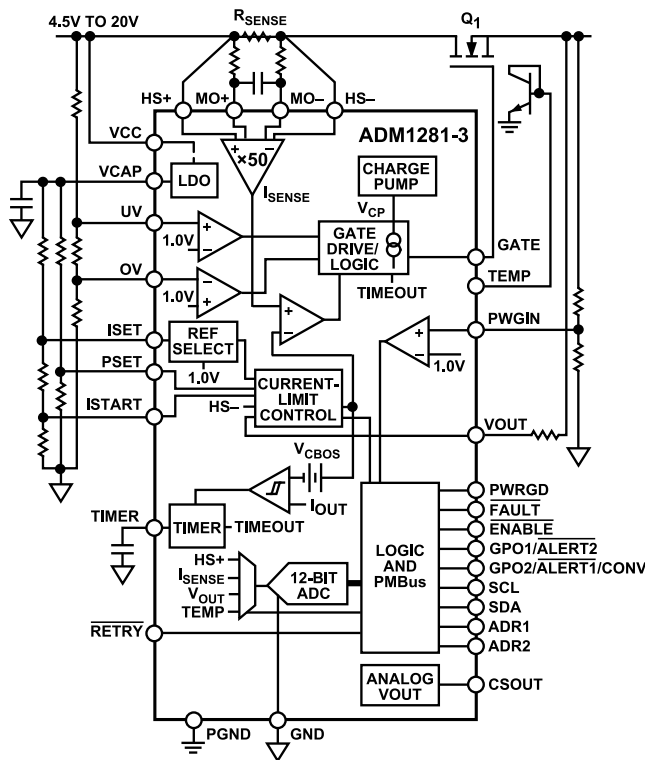 4.5V TO 20V
RSENSE
Q1
HS+
MO+
MO–
HS–
ADM1281-3
VCC
VCAP
LDO
+ –
×50
ISENSE
CHARGE
PUMP
VCP
UV
1.0V
+
–
GATE
DRIVE/
LOGIC
GATE
TEMP
TIMEOUT
OV
1.0V
–
+
+
–
ISET
REF
SELECT
1.0V
PWGIN
+
–
1.0V
PSET
CURRENT-
LIMIT
CONTROL
HS–
ISTART
VOUT
VCBOS
IOUT
TIMER
TIMER
TIMEOUT
LOGIC
AND
PMBus
PWRGD
FAULT
ENABLE
GPO1/ALERT2
GPO2/ALERT1/CONV
SCL
SDA
ADR1
ADR2
HS+
ISENSE
VOUT
TEMP
12-BIT
ADC
RETRY
ANALOG
VOUT
CSOUT
PGND
GND